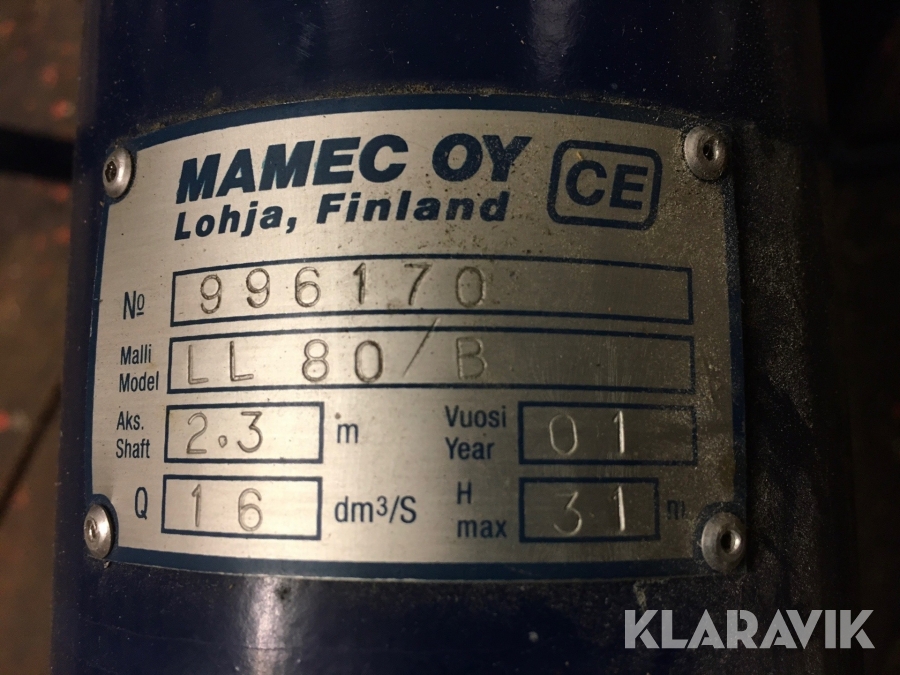 MAMEC OY CE
Lohja, Finland
№ 996170
Malli
Model LL 80/B
Aks.
Shaft 2.3 m
Vuosi
Year 01
Q 16 dm³/S
H
max 31 m
KLARAVIK